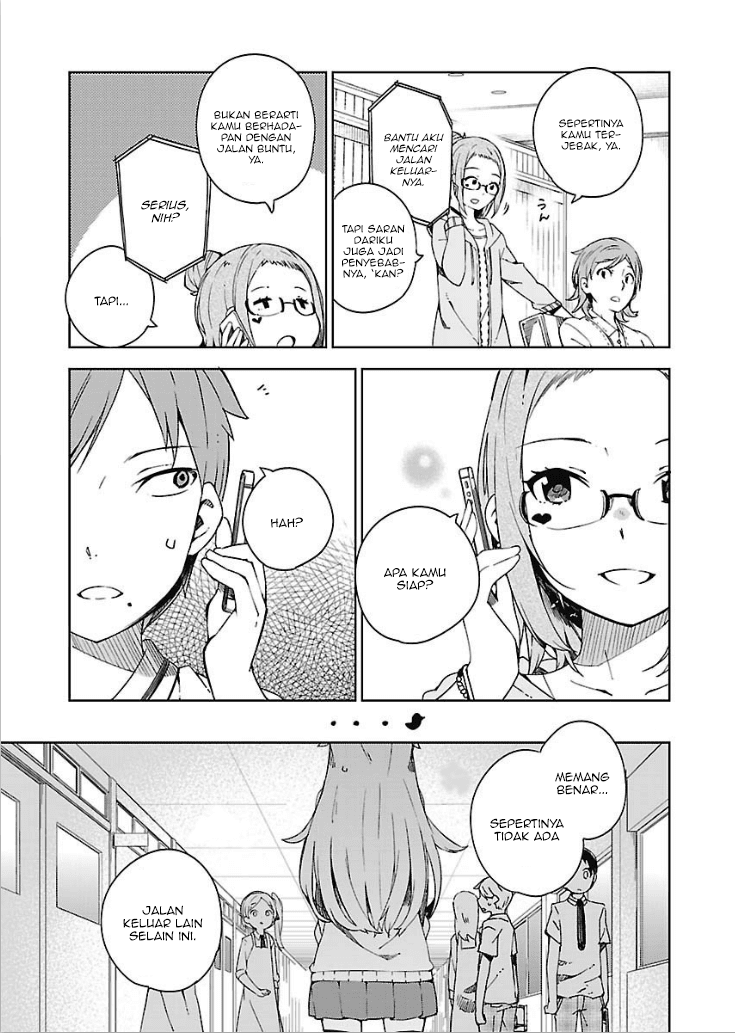 SEPERTINYA
KAMU TER-
JEBAK, YA.
BANTU AKU
MENCARI
JALAN
KELUAR-
NYA.
TAPI SARAN
DARIKU
JUGA JADI
PENYEBAB-
NYA, 'KAN?
うん
BUKAN BERARTI
KAMU BERHADA-
PAN DENGAN
JALAN BUNTU,
YA.
SERIUS,
NIH?
TAPI...
APA KAMU
SIAP?
HAH?
MEMANG
BENAR...
SEPERTINYA
TIDAK ADA
JALAN
KELUAR LAIN
SELAIN INI.